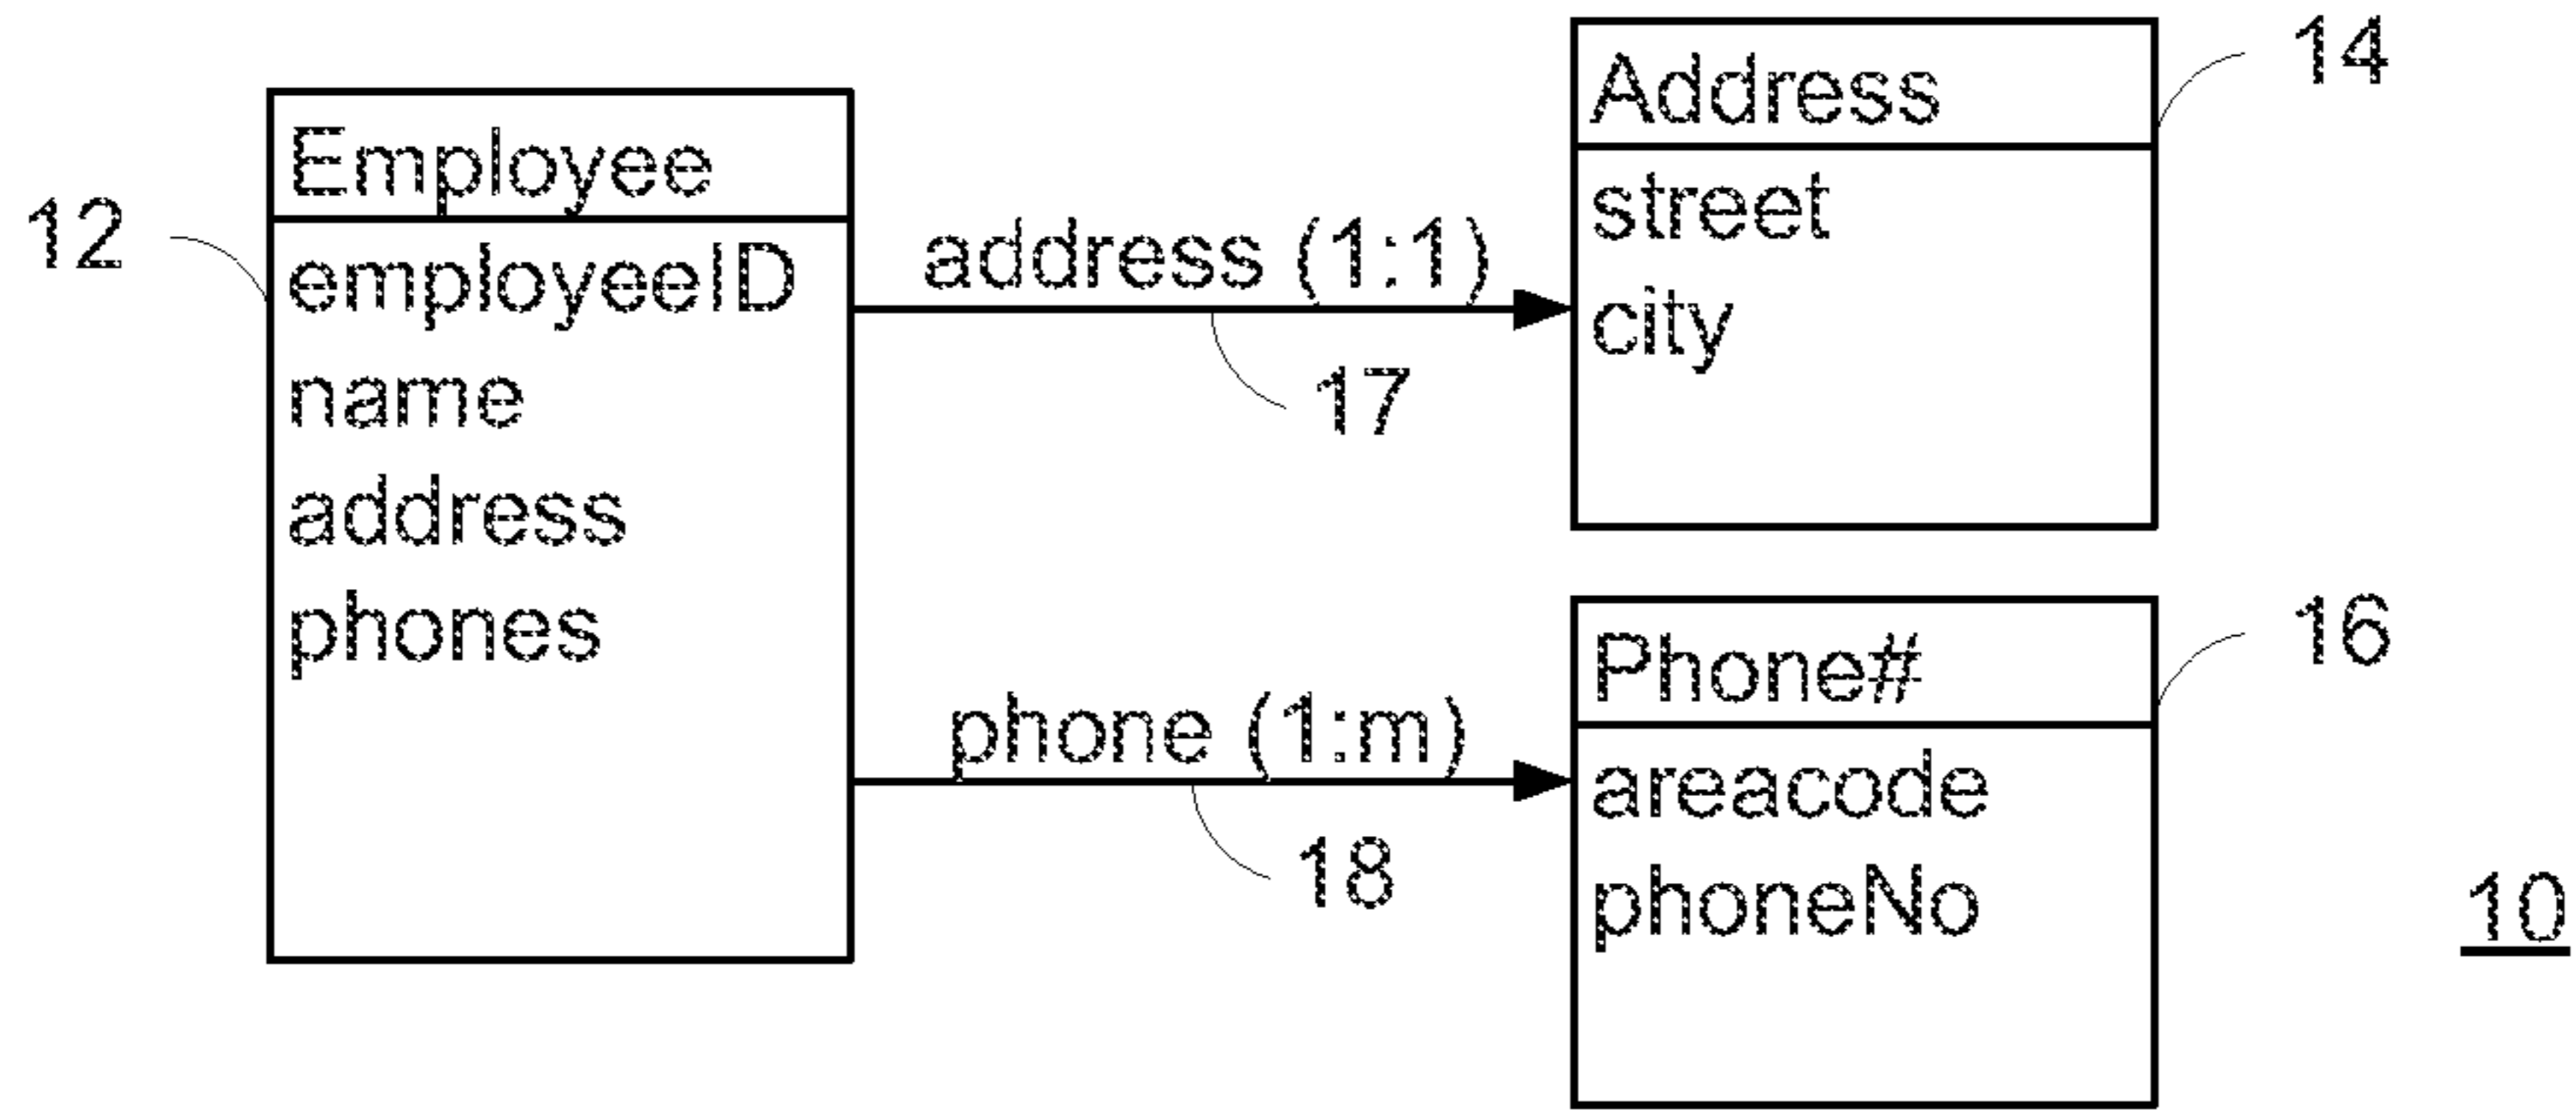 12
Employee
employeeID
name
address
phones
address (1:1)
17
phone (1:m)
18
Address
street
city
14
Phone#
areacode
phoneNo
16
10